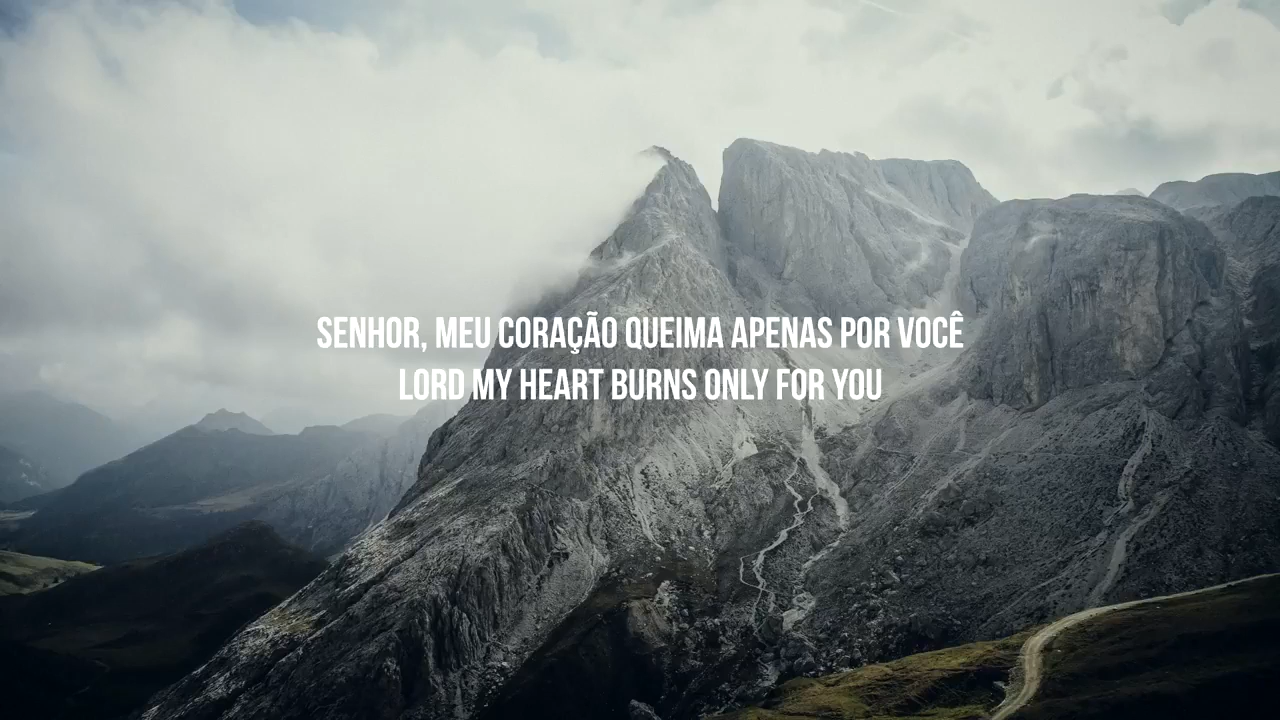 SENHOR, MEU CORAÇÃO QUEIMA APENAS POR VOCÊ
LORD MY HEART BURNS ONLY FOR YOU